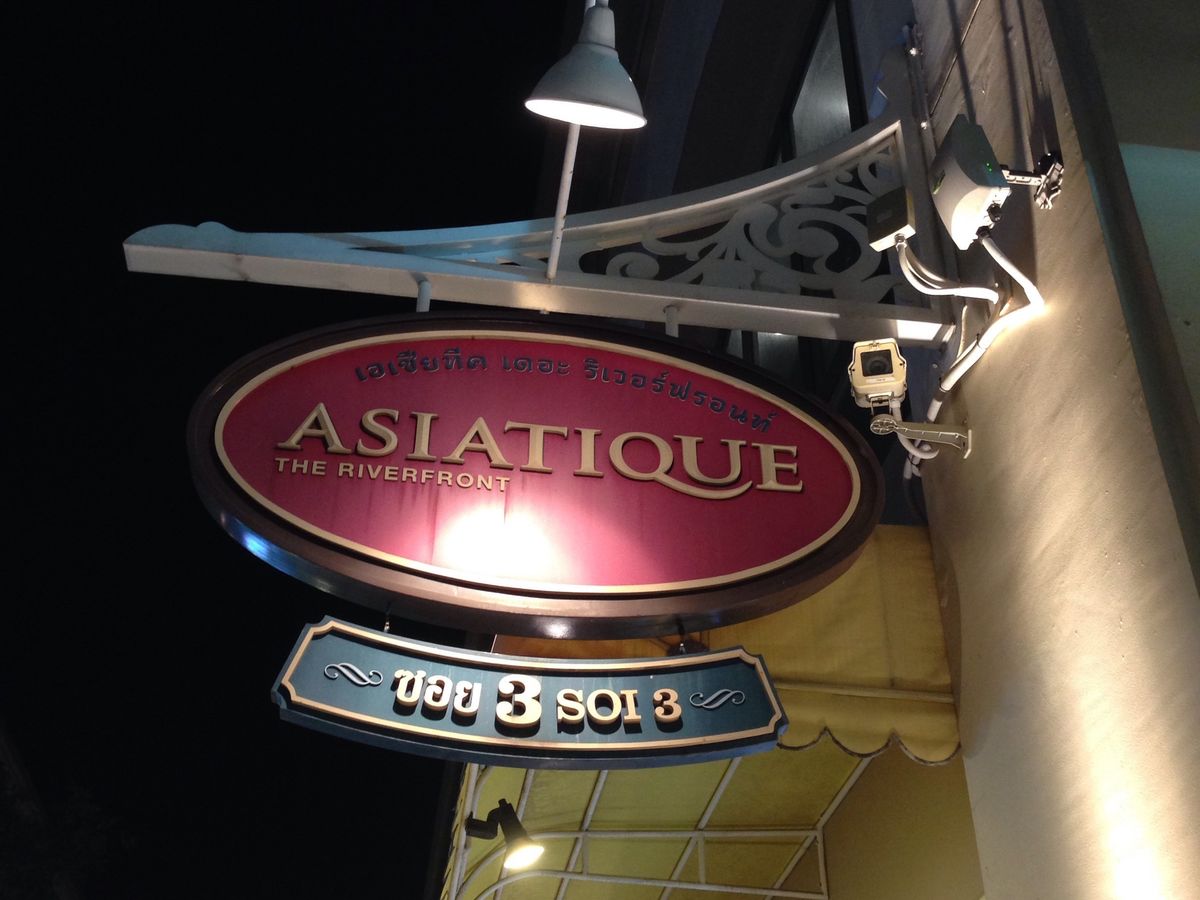 เอเชียทีค เดอะ ริเวอร์ฟรอนท์
ASIATIQUE
THE RIVERFRONT
ซอย 3 SOI 3